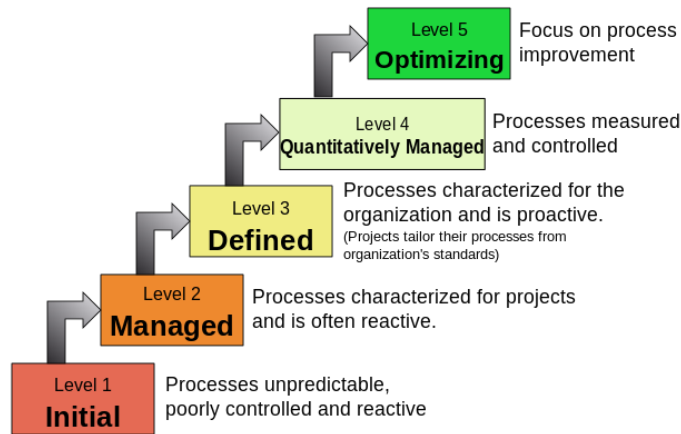 Level 5
Optimizing
Focus on process
improvement
Level 4
Quantitatively Managed
Processes measured
and controlled
Level 3
Defined
Processes characterized for the
organization and is proactive.
(Projects tailor their processes from
organization's standards)
Level 2
Managed
Processes characterized for projects
and is often reactive.
Level 1
Initial
Processes unpredictable,
poorly controlled and reactive